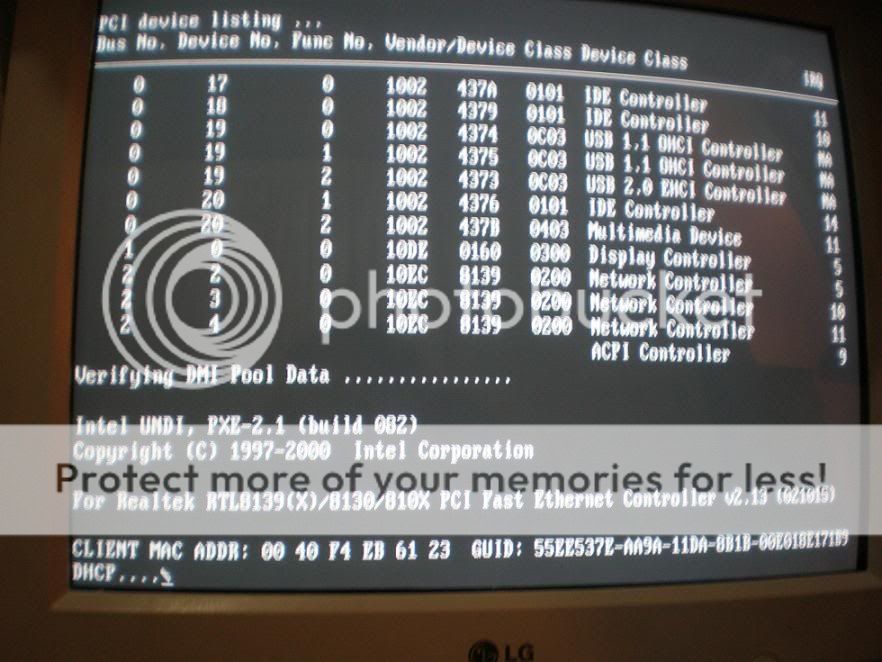 PCI device listing ...
Bus No. Device No. Func No. Vendor/Device Class Device Class IRQ
0 17 0 1002 437A 0101 IDE Controller 11
0 18 0 1002 4379 0101 IDE Controller 10
0 19 0 1002 4374 0C03 USB 1.1 OHCI Controller NA
0 19 1 1002 4375 0C03 USB 1.1 OHCI Controller NA
0 19 2 1002 4373 0C03 USB 2.0 EHCI Controller NA
0 20 1 1002 4376 0101 IDE Controller 14
0 20 2 1002 437B 0403 Multimedia Device 11
1 0 0 10DE 0160 0300 Display Controller 5
2 2 0 10EC 8139 0200 Network Controller 5
2 3 0 10EC 8139 0200 Network Controller 10
2 4 0 10EC 8139 0200 Network Controller 11
ACPI Controller 9
photobucket
Verifying DMI Pool Data ................
Intel UNDI, PXE-2.1 (build 082)
Copyright (C) 1997-2000 Intel Corporation
Protect more of your memories for less!
For Realtek RTL8139(X)/8130/810X PCI Fast Ethernet Controller v2.13 (021015)
CLIENT MAC ADDR: 00 40 F4 EB 61 23 GUID: 55EE537E-AA9A-11DA-8B1B-00E018E171B9
DHCP....\
LG